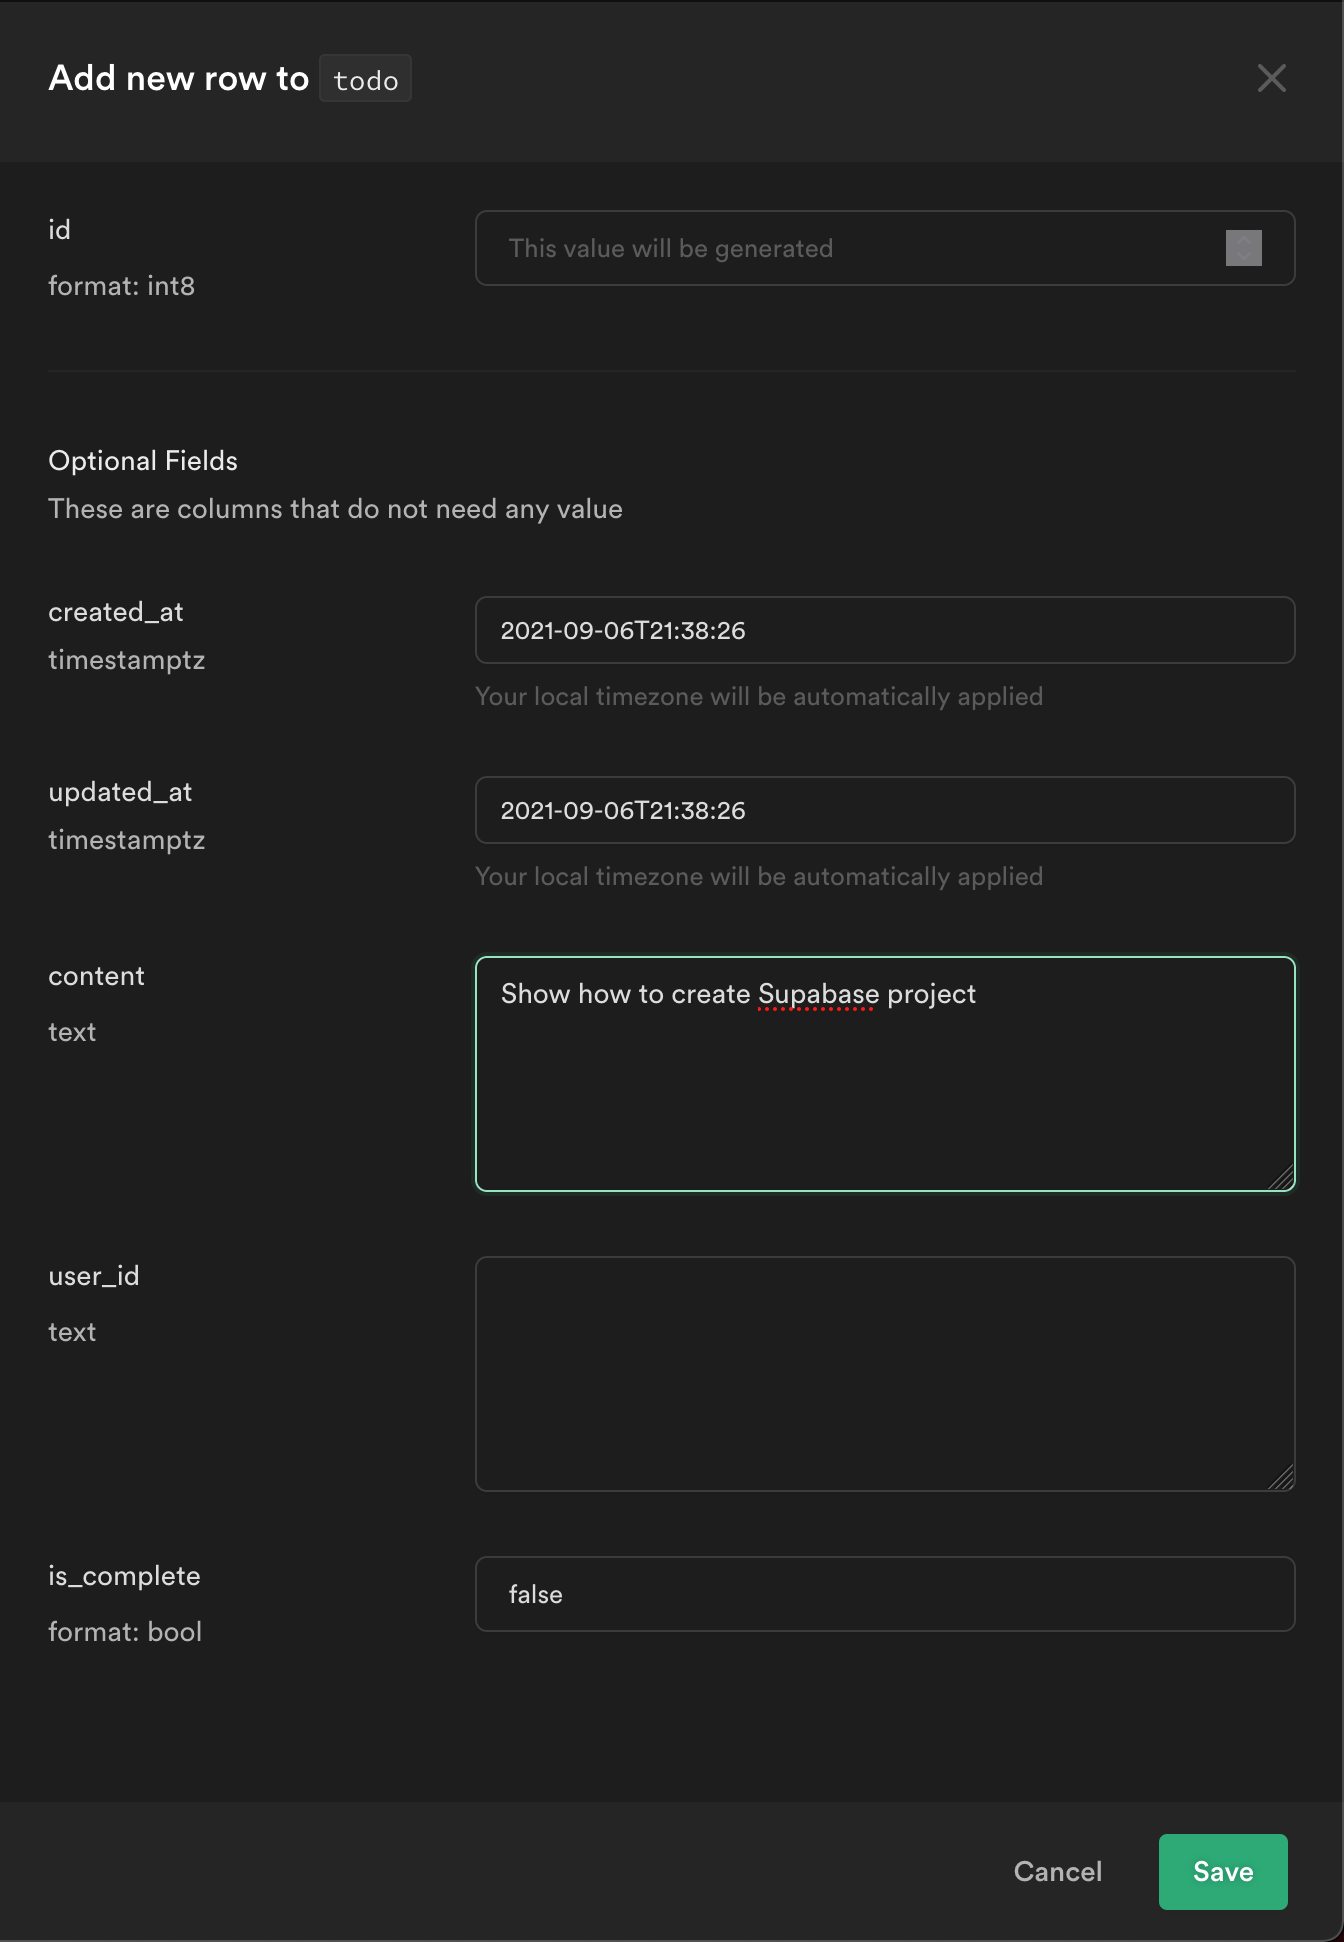 Add new row to todo
id
This value will be generated
format: int8
Optional Fields
These are columns that do not need any value
created_at
2021-09-06T21:38:26
timestamptz
Your local timezone will be automatically applied
updated_at
2021-09-06T21:38:26
timestamptz
Your local timezone will be automatically applied
content
Show how to create Supabase project
text
user_id
text
is_complete
false
format: bool
Cancel
Save